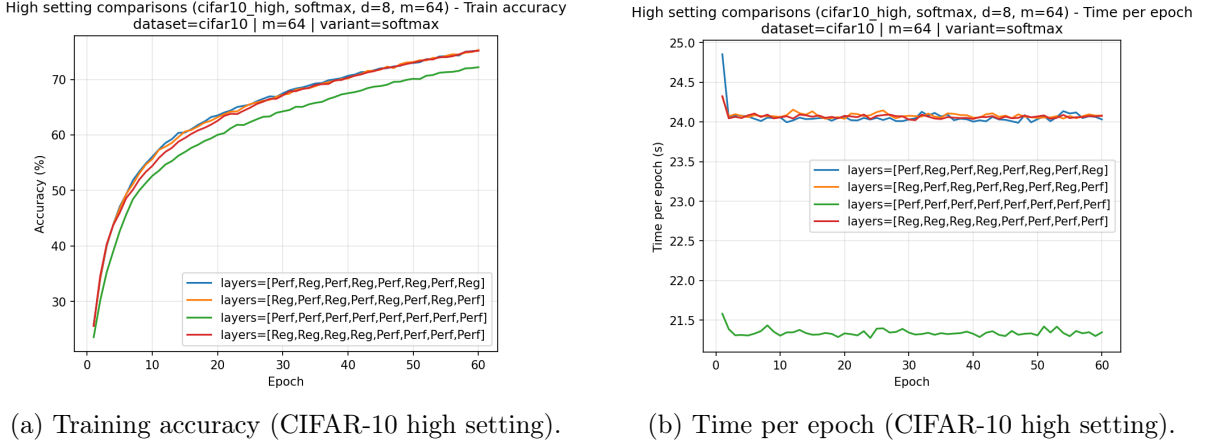 High setting comparisons (cifar10_high, softmax, d=8, m=64) - Train accuracy
dataset=cifar10 | m=64 | variant=softmax
70
60
50
40
30
Accuracy (%)
layers=[Perf,Reg,Perf,Reg,Perf,Reg,Perf,Reg]
layers=[Reg,Perf,Reg,Perf,Reg,Perf,Reg,Perf]
layers=[Perf,Perf,Perf,Perf,Perf,Perf,Perf,Perf]
layers=[Reg,Reg,Reg,Reg,Perf,Perf,Perf,Perf]
0 10 20 30 40 50 60
Epoch
(a) Training accuracy (CIFAR-10 high setting).
High setting comparisons (cifar10_high, softmax, d=8, m=64) - Time per epoch
dataset=cifar10 | m=64 | variant=softmax
25.0
24.5
24.0
23.5
23.0
22.5
22.0
21.5
Time per epoch (s)
layers=[Perf,Reg,Perf,Reg,Perf,Reg,Perf,Reg]
layers=[Reg,Perf,Reg,Perf,Reg,Perf,Reg,Perf]
layers=[Perf,Perf,Perf,Perf,Perf,Perf,Perf,Perf]
layers=[Reg,Reg,Reg,Reg,Perf,Perf,Perf,Perf]
0 10 20 30 40 50 60
Epoch
(b) Time per epoch (CIFAR-10 high setting).